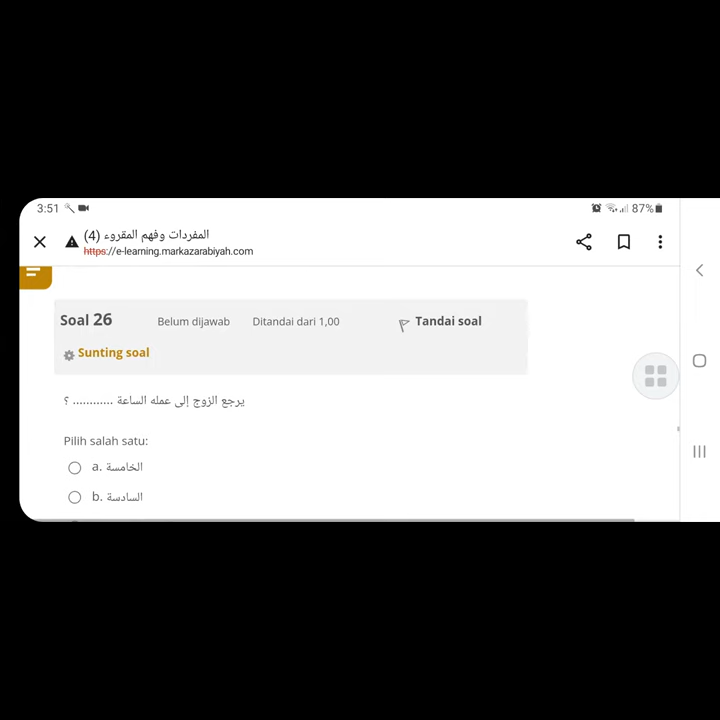 3:51
87%
المفردات وفهم المقروء (4)
https://e-learning.markazarabiyah.com
Soal 26
Belum dijawab
Ditandai dari 1,00
Tandai soal
Sunting soal
يرجع الزوج إلى عمله الساعة ............ ؟
Pilih salah satu:
a. الخامسة
b. السادسة